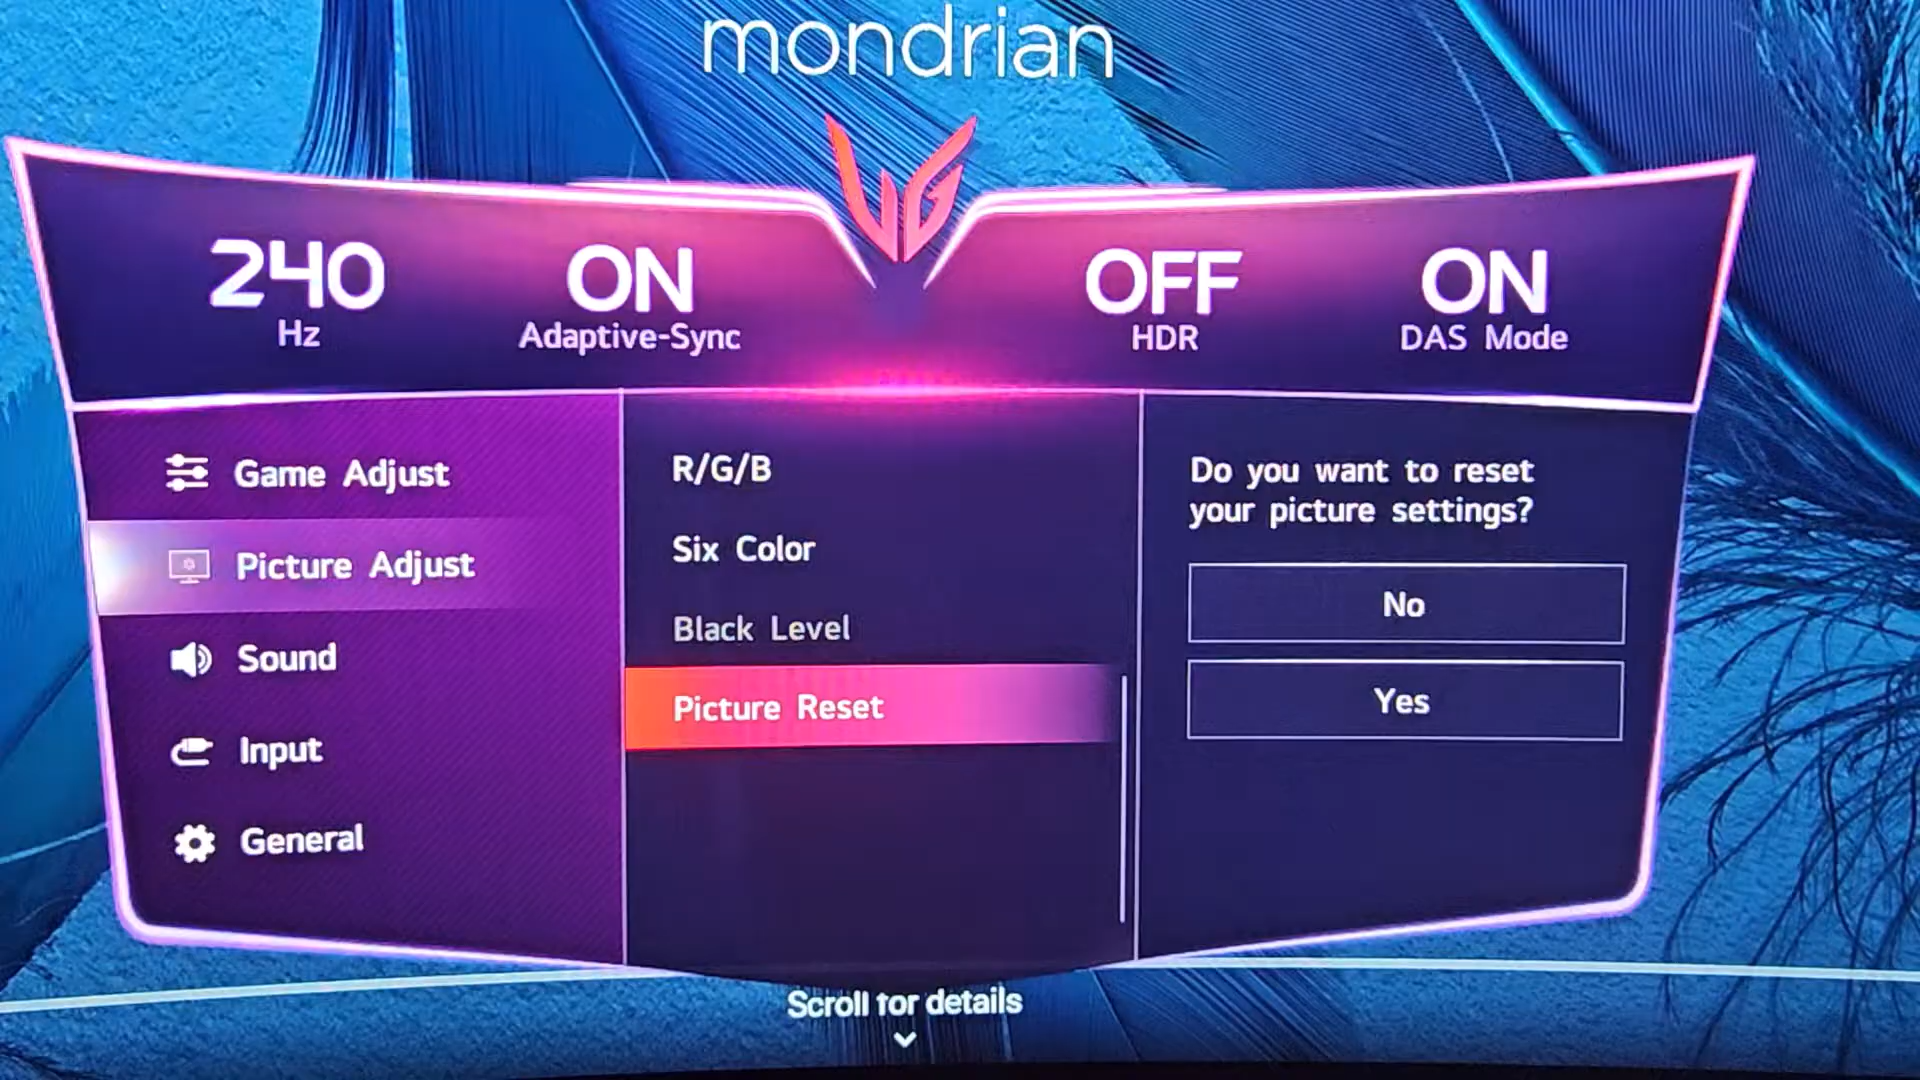 mondrian
240
Hz
ON
Adaptive-Sync
OFF
HDR
ON
DAS Mode
Game Adjust
Picture Adjust
Sound
Input
General
R/G/B
Six Color
Black Level
Picture Reset
Do you want to reset
your picture settings?
No
Yes
Scroll for details